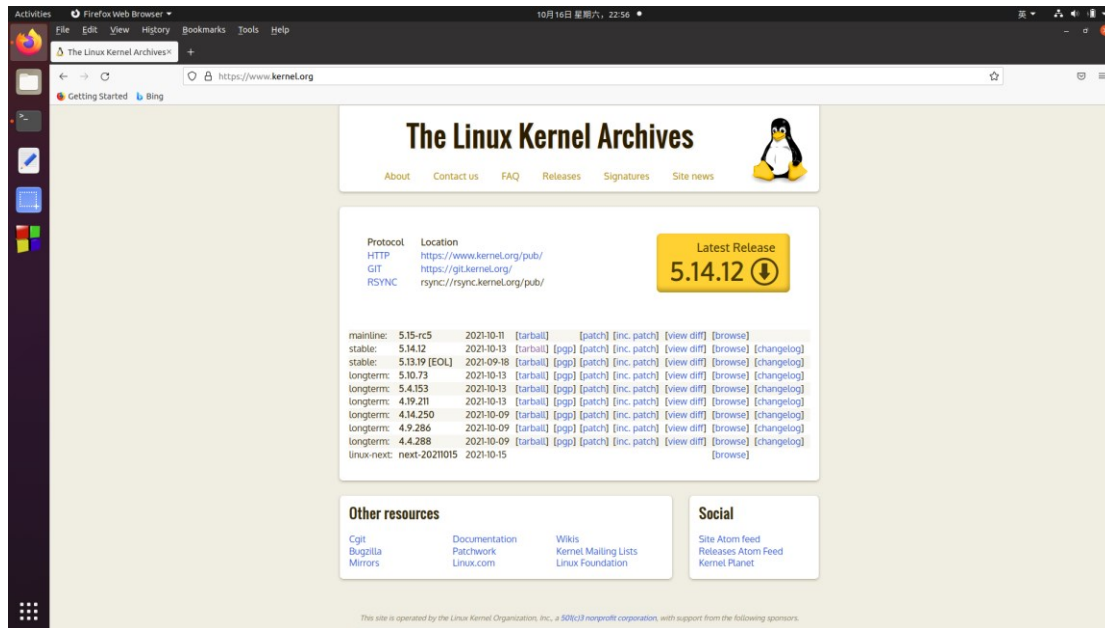 Activities Firefox Web Browser 10月16日 星期六，22:56 英
File Edit View History Bookmarks Tools Help
The Linux Kernel Archives × +
https://www.kernel.org
Getting Started Bing
The Linux Kernel Archives
About Contact us FAQ Releases Signatures Site news
Protocol Location
HTTP https://www.kernel.org/pub/
GIT https://git.kernel.org/
RSYNC rsync://rsync.kernel.org/pub/
Latest Release
5.14.12
mainline: 5.15-rc5 2021-10-11 [tarball] [patch] [inc. patch] [view diff] [browse]
stable: 5.14.12 2021-10-13 [tarball] [pgp] [patch] [inc. patch] [view diff] [browse] [changelog]
stable: 5.13.19 [EOL] 2021-09-18 [tarball] [pgp] [patch] [inc. patch] [view diff] [browse] [changelog]
longterm: 5.10.73 2021-10-13 [tarball] [pgp] [patch] [inc. patch] [view diff] [browse] [changelog]
longterm: 5.4.153 2021-10-13 [tarball] [pgp] [patch] [inc. patch] [view diff] [browse] [changelog]
longterm: 4.19.211 2021-10-13 [tarball] [pgp] [patch] [inc. patch] [view diff] [browse] [changelog]
longterm: 4.14.250 2021-10-09 [tarball] [pgp] [patch] [inc. patch] [view diff] [browse] [changelog]
longterm: 4.9.286 2021-10-09 [tarball] [pgp] [patch] [inc. patch] [view diff] [browse] [changelog]
longterm: 4.4.288 2021-10-09 [tarball] [pgp] [patch] [inc. patch] [view diff] [browse] [changelog]
linux-next: next-20211015 2021-10-15 [browse]
Other resources
Cgit Documentation Wikis
Bugzilla Patchwork Kernel Mailing Lists
Mirrors Linux.com Linux Foundation
Social
Site Atom feed
Releases Atom Feed
Kernel Planet
This site is operated by the Linux Kernel Organization, Inc., a 501(c)3 nonprofit corporation, with support from the following sponsors.